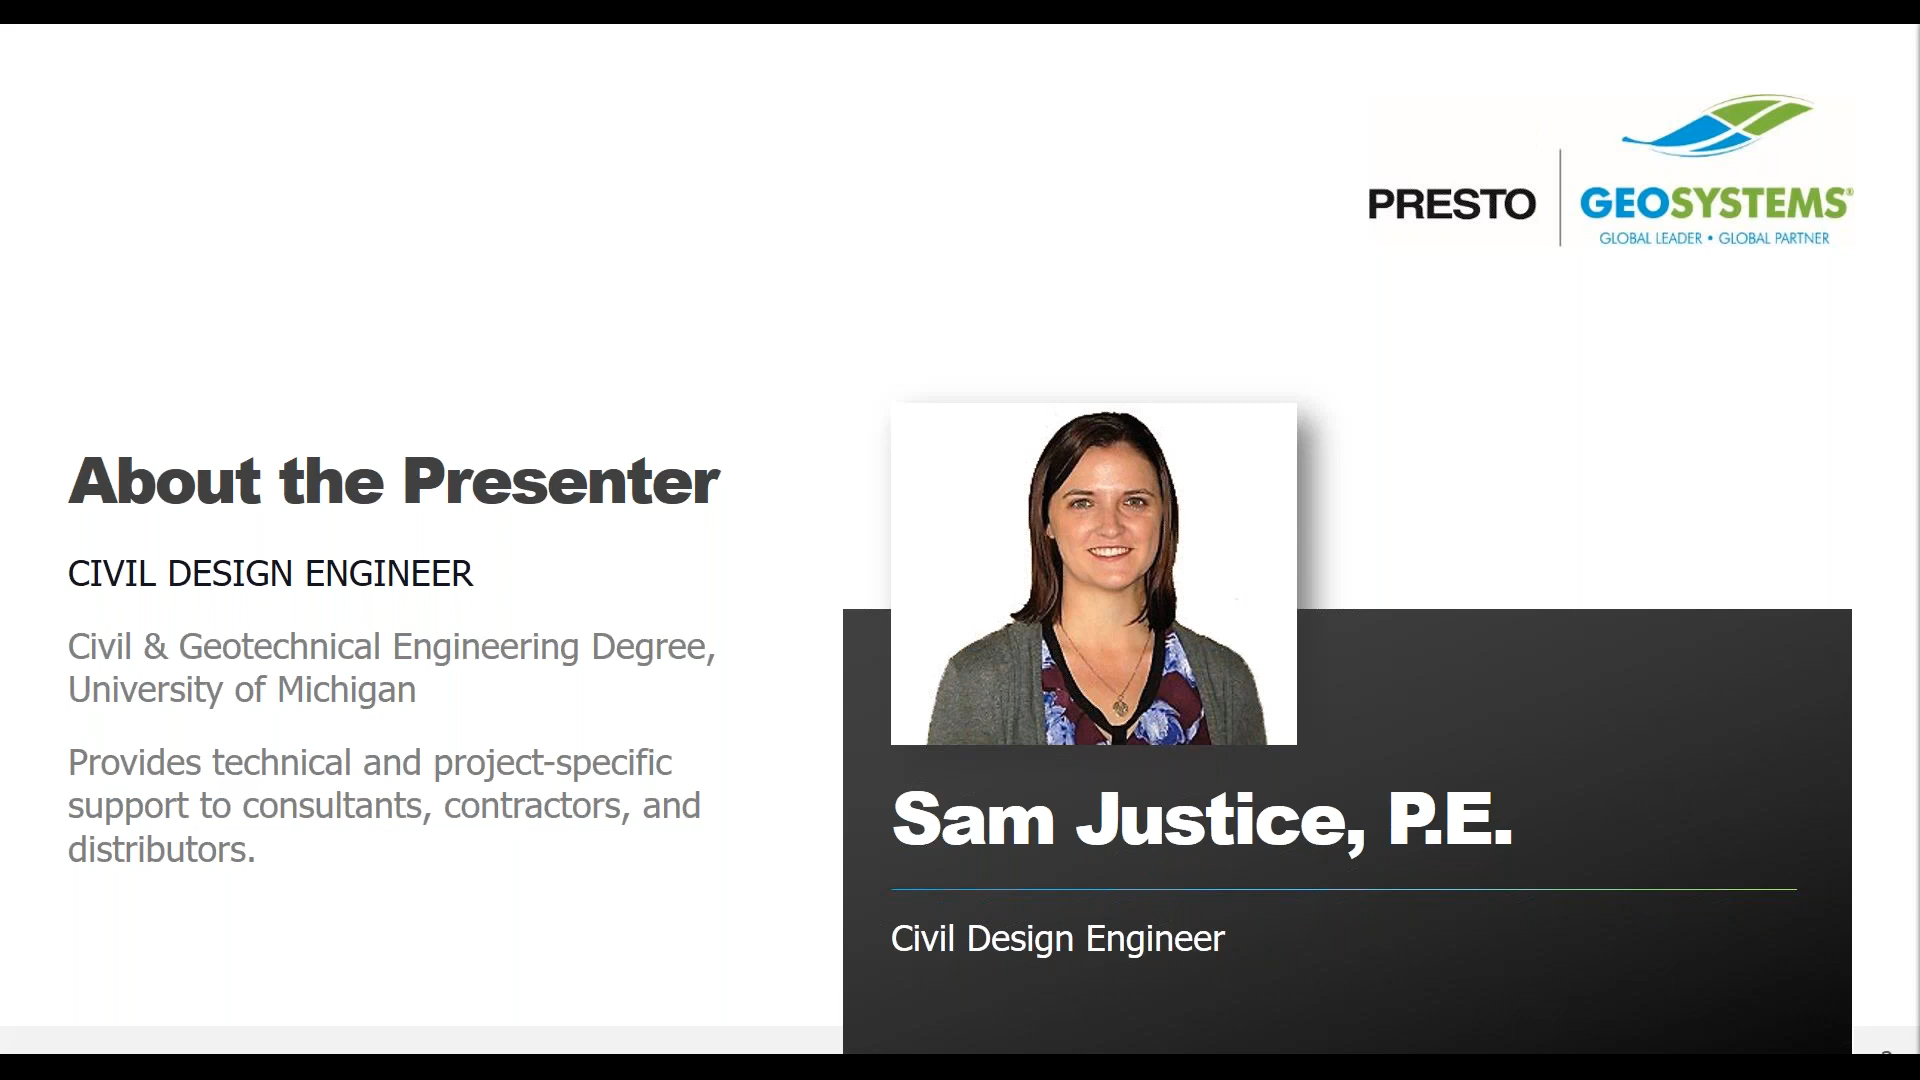 PRESTO
GEOSYSTEMS®
GLOBAL LEADER • GLOBAL PARTNER
About the Presenter
CIVIL DESIGN ENGINEER
Civil & Geotechnical Engineering Degree,
University of Michigan
Provides technical and project-specific
support to consultants, contractors, and
distributors.
Sam Justice, P.E.
Civil Design Engineer